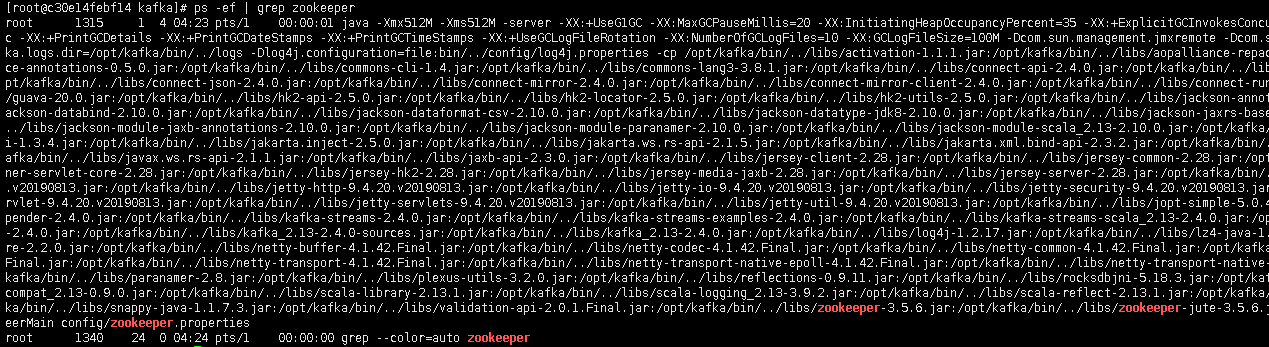 [root@c30e14febf14 kafka]# ps -ef | grep zookeeper
root      1315     1  4 04:23 pts/1    00:00:01 java -Xmx512M -Xms512M -server -XX:+UseG1GC -XX:MaxGCPauseMillis=20 -XX:InitiatingHeapOccupancyPercent=35 -XX:+ExplicitGCInvokesConcu
c -XX:+PrintGCDetails -XX:+PrintGCDateStamps -XX:+PrintGCTimeStamps -XX:+UseGCLogFileRotation -XX:NumberOfGCLogFiles=10 -XX:GCLogFileSize=100M -Dcom.sun.management.jmxremote -Dcom.s
ka.logs.dir=/opt/kafka/bin/../logs -Dlog4j.configuration=file:bin/../config/log4j.properties -cp /opt/kafka/bin/../libs/activation-1.1.1.jar:/opt/kafka/bin/../libs/aopalliance-repac
ce-annotations-0.5.0.jar:/opt/kafka/bin/../libs/commons-cli-1.4.jar:/opt/kafka/bin/../libs/commons-lang3-3.8.1.jar:/opt/kafka/bin/../libs/connect-api-2.4.0.jar:/opt/kafka/bin/../lib
pt/kafka/bin/../libs/connect-json-2.4.0.jar:/opt/kafka/bin/../libs/connect-mirror-2.4.0.jar:/opt/kafka/bin/../libs/connect-mirror-client-2.4.0.jar:/opt/kafka/bin/../libs/connect-run
/guava-20.0.jar:/opt/kafka/bin/../libs/hk2-api-2.5.0.jar:/opt/kafka/bin/../libs/hk2-locator-2.5.0.jar:/opt/kafka/bin/../libs/hk2-utils-2.5.0.jar:/opt/kafka/bin/../libs/jackson-annot
ackson-databind-2.10.0.jar:/opt/kafka/bin/../libs/jackson-dataformat-csv-2.10.0.jar:/opt/kafka/bin/../libs/jackson-datatype-jdk8-2.10.0.jar:/opt/kafka/bin/../libs/jackson-jaxrs-base
../libs/jackson-module-jaxb-annotations-2.10.0.jar:/opt/kafka/bin/../libs/jackson-module-paranamer-2.10.0.jar:/opt/kafka/bin/../libs/jackson-module-scala_2.13-2.10.0.jar:/opt/kafka/
i-1.3.4.jar:/opt/kafka/bin/../libs/jakarta.inject-2.5.0.jar:/opt/kafka/bin/../libs/jakarta.ws.rs-api-2.1.5.jar:/opt/kafka/bin/../libs/jakarta.xml.bind-api-2.3.2.jar:/opt/kafka/bin/.
afka/bin/../libs/javax.ws.rs-api-2.1.1.jar:/opt/kafka/bin/../libs/jaxb-api-2.3.0.jar:/opt/kafka/bin/../libs/jersey-client-2.28.jar:/opt/kafka/bin/../libs/jersey-common-2.28.jar:/opt
ner-servlet-core-2.28.jar:/opt/kafka/bin/../libs/jersey-hk2-2.28.jar:/opt/kafka/bin/../libs/jersey-media-jaxb-2.28.jar:/opt/kafka/bin/../libs/jersey-server-2.28.jar:/opt/kafka/bin/.
.v20190813.jar:/opt/kafka/bin/../libs/jetty-http-9.4.20.v20190813.jar:/opt/kafka/bin/../libs/jetty-io-9.4.20.v20190813.jar:/opt/kafka/bin/../libs/jetty-security-9.4.20.v20190813.jar
rvlet-9.4.20.v20190813.jar:/opt/kafka/bin/../libs/jetty-servlets-9.4.20.v20190813.jar:/opt/kafka/bin/../libs/jetty-util-9.4.20.v20190813.jar:/opt/kafka/bin/../libs/jopt-simple-5.0.4
pender-2.4.0.jar:/opt/kafka/bin/../libs/kafka-streams-2.4.0.jar:/opt/kafka/bin/../libs/kafka-streams-examples-2.4.0.jar:/opt/kafka/bin/../libs/kafka-streams-scala_2.13-2.4.0.jar:/op
-2.4.0.jar:/opt/kafka/bin/../libs/kafka_2.13-2.4.0-sources.jar:/opt/kafka/bin/../libs/kafka_2.13-2.4.0.jar:/opt/kafka/bin/../libs/log4j-1.2.17.jar:/opt/kafka/bin/../libs/lz4-java-1.
re-2.2.0.jar:/opt/kafka/bin/../libs/netty-buffer-4.1.42.Final.jar:/opt/kafka/bin/../libs/netty-codec-4.1.42.Final.jar:/opt/kafka/bin/../libs/netty-common-4.1.42.Final.jar:/opt/kafka
Final.jar:/opt/kafka/bin/../libs/netty-transport-4.1.42.Final.jar:/opt/kafka/bin/../libs/netty-transport-native-epoll-4.1.42.Final.jar:/opt/kafka/bin/../libs/netty-transport-native-
kafka/bin/../libs/paranamer-2.8.jar:/opt/kafka/bin/../libs/plexus-utils-3.2.0.jar:/opt/kafka/bin/../libs/reflections-0.9.11.jar:/opt/kafka/bin/../libs/rocksdbjni-5.18.3.jar:/opt/kaf
compat_2.13-0.9.0.jar:/opt/kafka/bin/../libs/scala-library-2.13.1.jar:/opt/kafka/bin/../libs/scala-logging_2.13-3.9.2.jar:/opt/kafka/bin/../libs/scala-reflect-2.13.1.jar:/opt/kafka/
ka/bin/../libs/snappy-java-1.1.7.3.jar:/opt/kafka/bin/../libs/validation-api-2.0.1.Final.jar:/opt/kafka/bin/../libs/zookeeper-3.5.6.jar:/opt/kafka/bin/../libs/zookeeper-jute-3.5.6.j
eerMain config/zookeeper.properties
root      1340    24  0 04:24 pts/1    00:00:00 grep --color=auto zookeeper